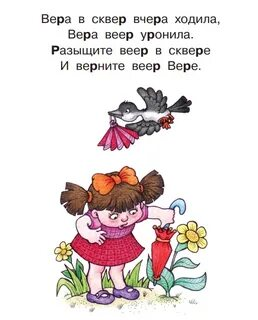 Вера в сквер вчера ходила,
Вера веер уронила.
Разыщите веер в сквере
И верните веер Вере.